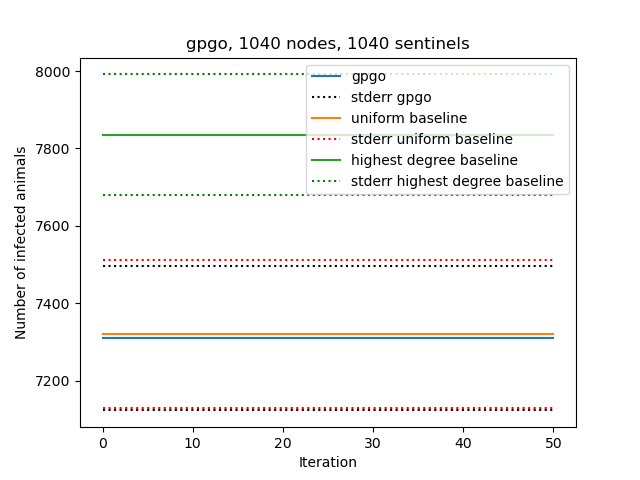 gpgo, 1040 nodes, 1040 sentinels
8000
7800
7600
7400
7200
Number of infected animals
gpgo
stderr gpgo
uniform baseline
stderr uniform baseline
highest degree baseline
stderr highest degree baseline
0
10
20
30
40
50
Iteration